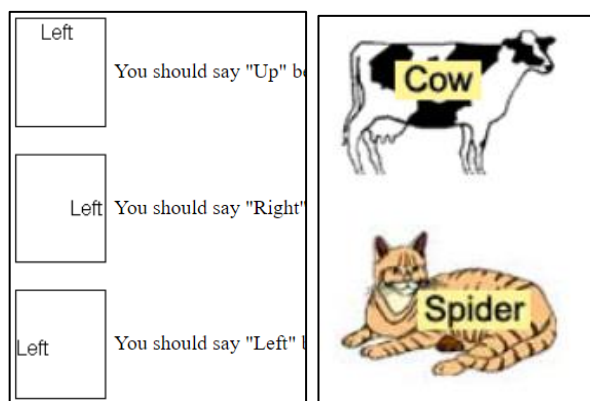 Left
You should say "Up"
Left
You should say "Right"
Left
You should say "Left"
Cow
Spider